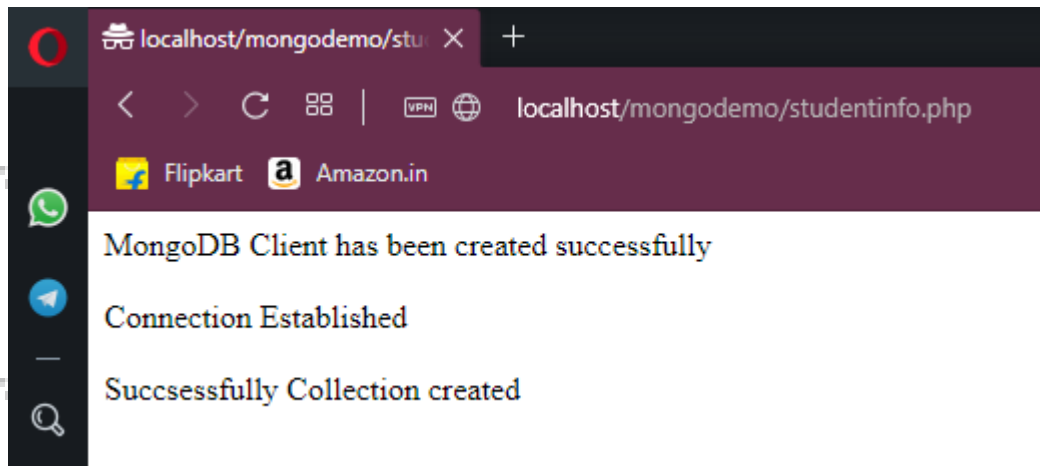 localhost/mongodemo/stu
VPN localhost/mongodemo/studentinfo.php
Flipkart a Amazon.in
MongoDB Client has been created successfully
Connection Established
Succsessfully Collection created